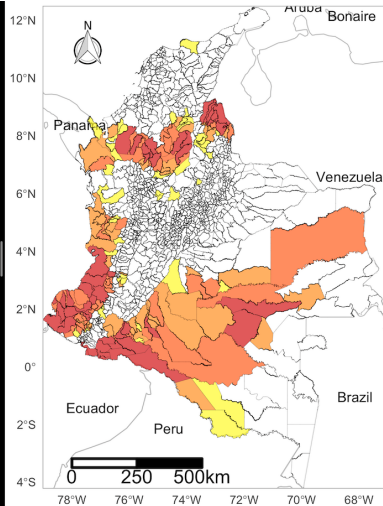 12°N
N
Aruba
Bonaire
10°N
8°N
Panama
Venezuela
6°N
4°N
2°N
0°
Ecuador
Brazil
2°S
Peru
4°S
0 250 500km
78°W 76°W 74°W 72°W 70°W 68°W